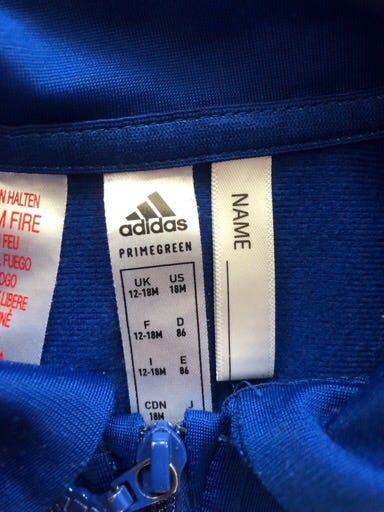 N HALTEN
M FIRE
FEU
FUEGO
OGO
LIBERE
NÉ
adidas
PRIMEGREEN
UK US
12-18M 18M
F D
12-18M 86
I E
12-18M 86
CDN J
18M
NAME